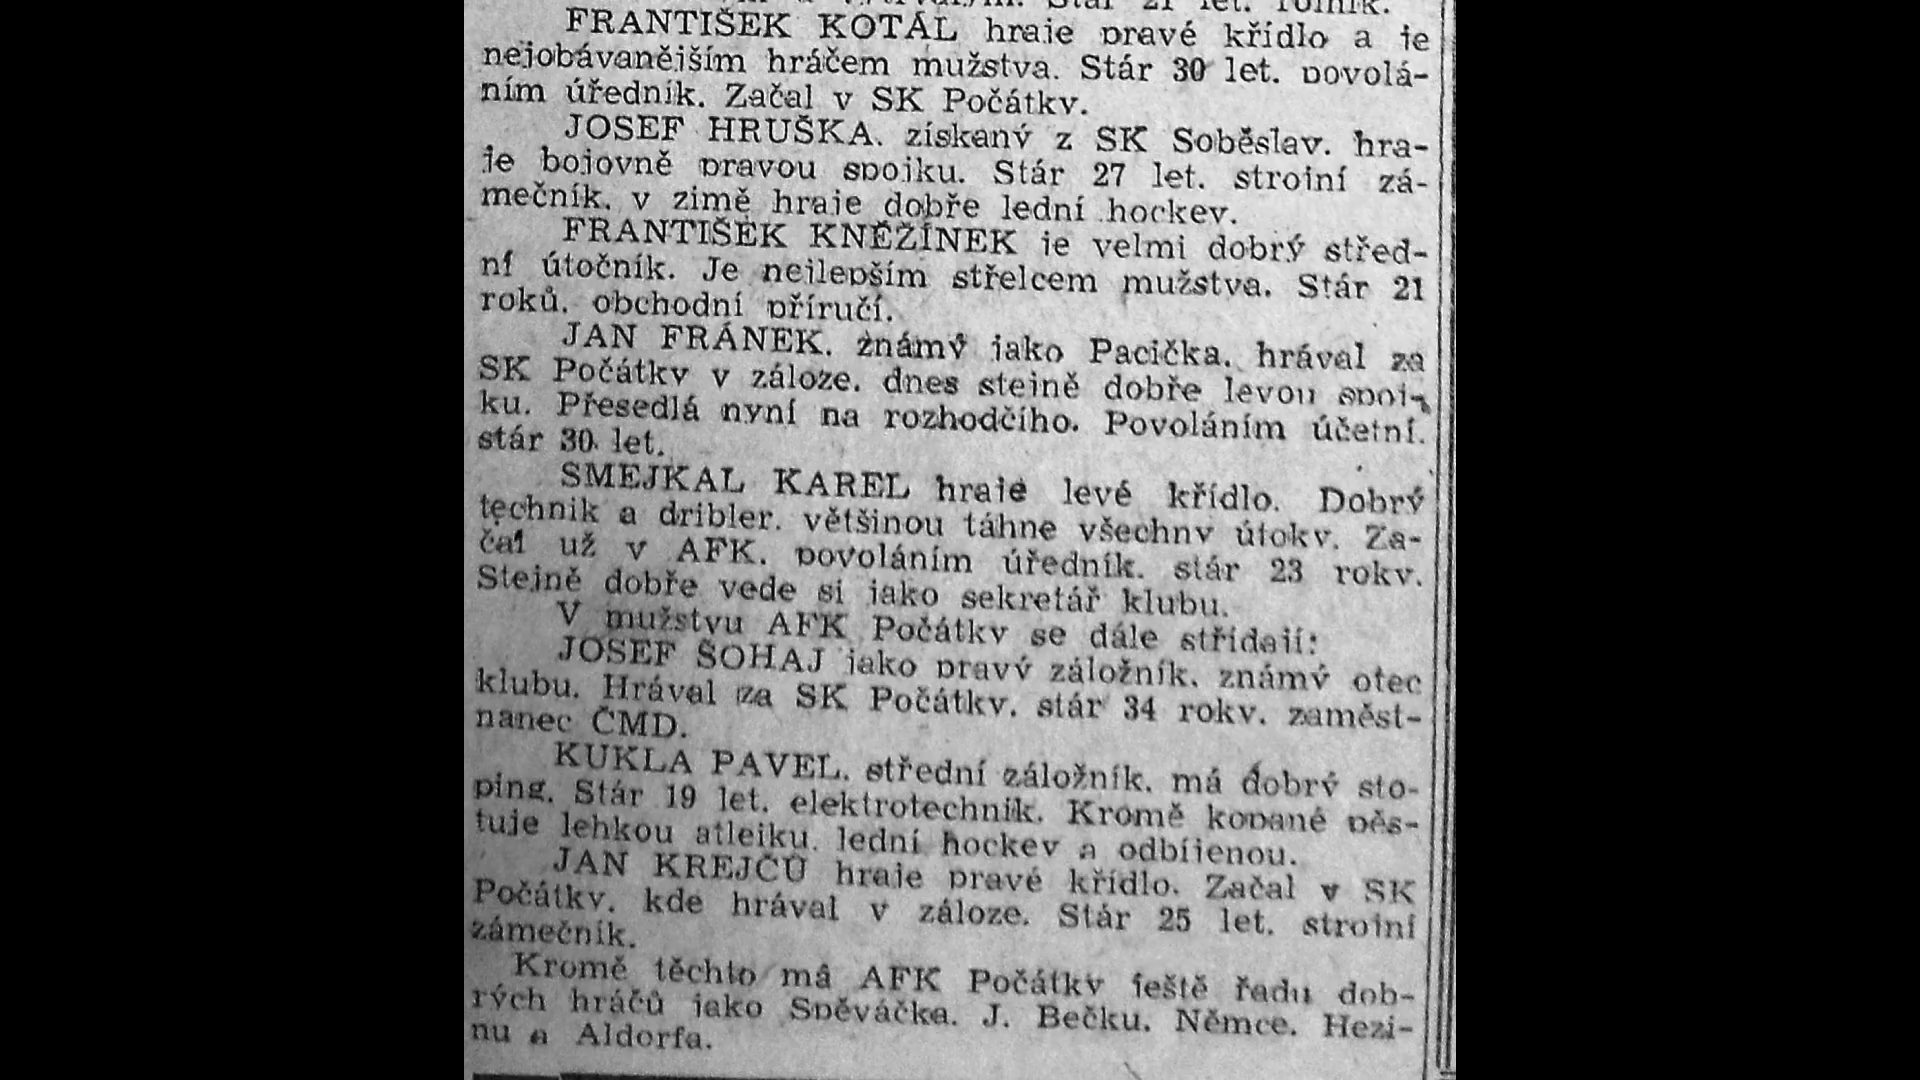 Stár 21 let. rolník.
FRANTIŠEK KOTÁL hraje pravé křídlo a je
nejobávanějším hráčem mužstva. Stár 30 let. povolá-
ním úředník. Začal v SK Počátky.
JOSEF HRUŠKA. získaný z SK Soběslav. hra-
je bojovně pravou spojku. Stár 27 let. strojní zá-
mečník. v zimě hraje dobře lední hockey.
FRANTIŠEK KNĚŽÍNEK je velmi dobrý střed-
ní útočník. Je nejlepším střelcem mužstva. Stár 21
roků. obchodní příručí.
JAN FRÁNEK. známý jako Pacička. hrával za
SK Počátky v záloze. dnes stejně dobře levou spoj-
ku. Přesedlá nyní na rozhodčího. Povoláním účetní.
stár 30 let.
SMEJKAL KAREL hraje levé křídlo. Dobrý
technik a dribler. většinou táhne všechny útoky. Za-
čal už v AFK. povoláním úředník. stár 23 roky.
Stejně dobře vede si jako sekretář klubu.
V mužstvu AFK Počátky se dále střídají:
JOSEF ŠOHAJ jako pravý záložník. známý otec
klubu. Hrával za SK Počátky. stár 34 roky. zaměst-
nanec ČMD.
KUKLA PAVEL. střední záložník. má dobrý sto-
ping. Stár 19 let. elektrotechnik. Kromě kopané pěs-
tuje lehkou atleiku. lední hockey a odbíjenou.
JAN KREJČŮ hraje pravé křídlo. Začal v SK
Počátky. kde hrával v záloze. Stár 25 let. strojní
zámečník.
Kromě těchto má AFK Počátky ještě řadu dob-
rých hráčů jako Spěváčka. J. Bečku. Němce. Hezi-
nu a Aldorfa.